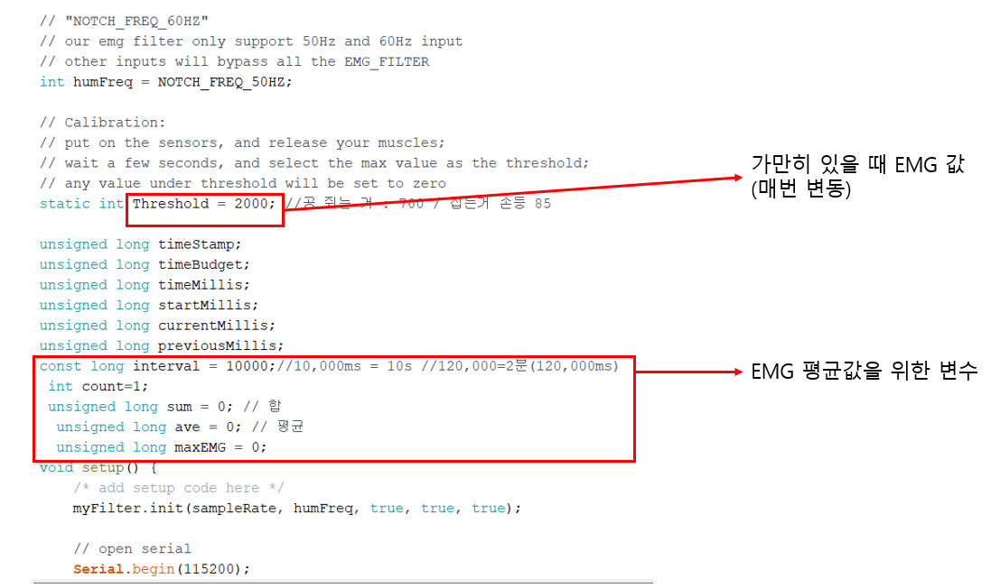 // "NOTCH_FREQ_60HZ"
// our emg filter only support 50Hz and 60Hz input
// other inputs will bypass all the EMG_FILTER
int humFreq = NOTCH_FREQ_50HZ;
// Calibration:
// put on the sensors, and release your muscles;
// wait a few seconds, and select the max value as the threshold;
// any value under threshold will be set to zero
static int Threshold = 2000; //공 쥐는 거 : 700 / 접는거 손등 85
가만히 있을 때 EMG 값
(매번 변동)
unsigned long timeStamp;
unsigned long timeBudget;
unsigned long timeMillis;
unsigned long startMillis;
unsigned long currentMillis;
unsigned long previousMillis;
const long interval = 10000;//10,000ms = 10s //120,000=2분(120,000ms)
int count=1;
unsigned long sum = 0; // 합
unsigned long ave = 0; // 평균
unsigned long maxEMG = 0;
EMG 평균값을 위한 변수
void setup() {
/* add setup code here */
myFilter.init(sampleRate, humFreq, true, true, true);
// open serial
Serial.begin(115200);